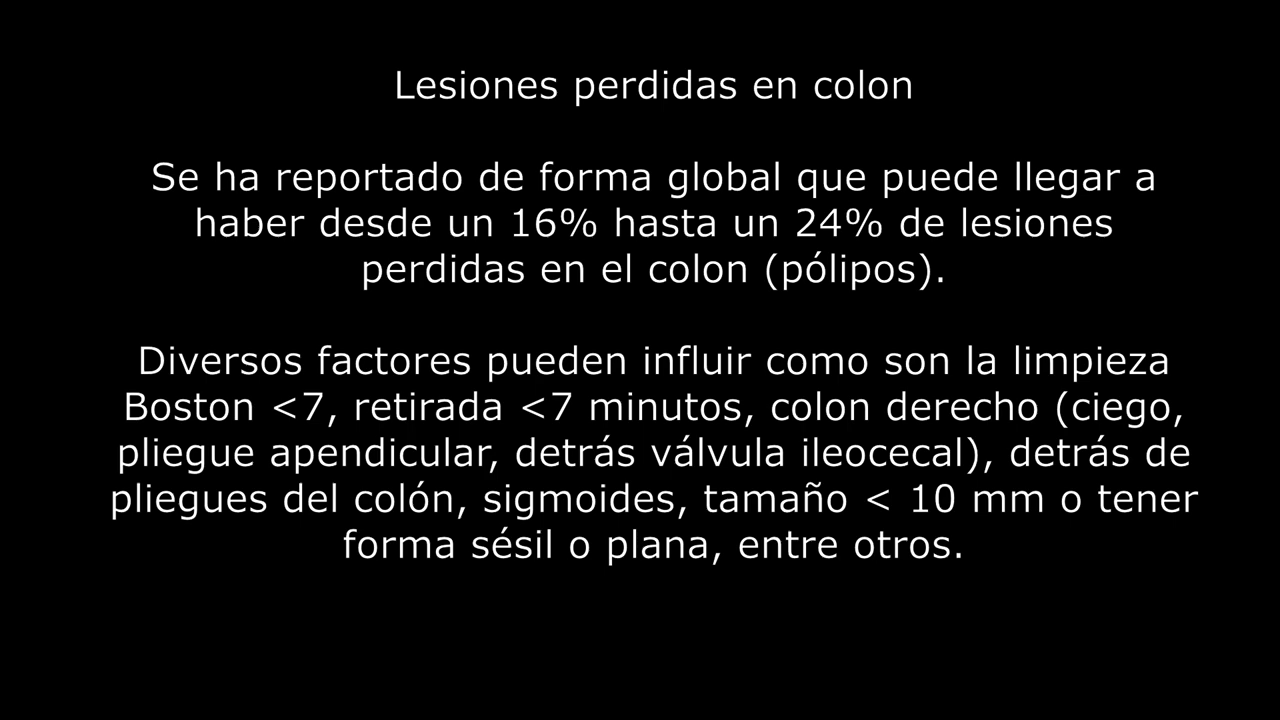 Lesiones perdidas en colon
Se ha reportado de forma global que puede llegar a
haber desde un 16% hasta un 24% de lesiones
perdidas en el colon (pólipos).
Diversos factores pueden influir como son la limpieza
Boston <7, retirada <7 minutos, colon derecho (ciego,
pliegue apendicular, detrás válvula ileocecal), detrás de
pliegues del colón, sigmoides, tamaño < 10 mm o tener
forma sésil o plana, entre otros.